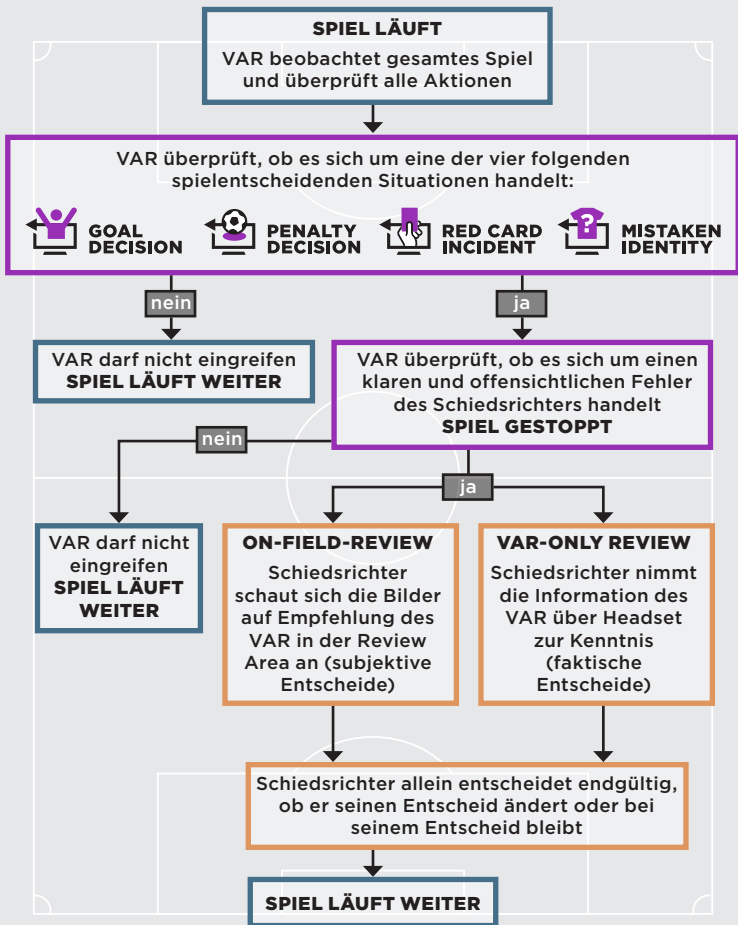 SPIEL LÄUFT
VAR beobachtet gesamtes Spiel
und überprüft alle Aktionen
VAR überprüft, ob es sich um eine der vier folgenden
spielentscheidenden Situationen handelt:
GOAL
DECISION
PENALTY
DECISION
RED CARD
INCIDENT
?
MISTAKEN
IDENTITY
nein
ja
VAR darf nicht eingreifen
SPIEL LÄUFT WEITER
VAR überprüft, ob es sich um einen
klaren und offensichtlichen Fehler
des Schiedsrichters handelt
SPIEL GESTOPPT
nein
ja
VAR darf nicht
eingreifen
SPIEL LÄUFT
WEITER
ON-FIELD-REVIEW
Schiedsrichter
schaut sich die Bilder
auf Empfehlung des
VAR in der Review
Area an (subjektive
Entscheide)
VAR-ONLY REVIEW
Schiedsrichter nimmt
die Information des
VAR über Headset
zur Kenntnis
(faktische
Entscheide)
Schiedsrichter allein entscheidet endgültig,
ob er seinen Entscheid ändert oder bei
seinem Entscheid bleibt
SPIEL LÄUFT WEITER